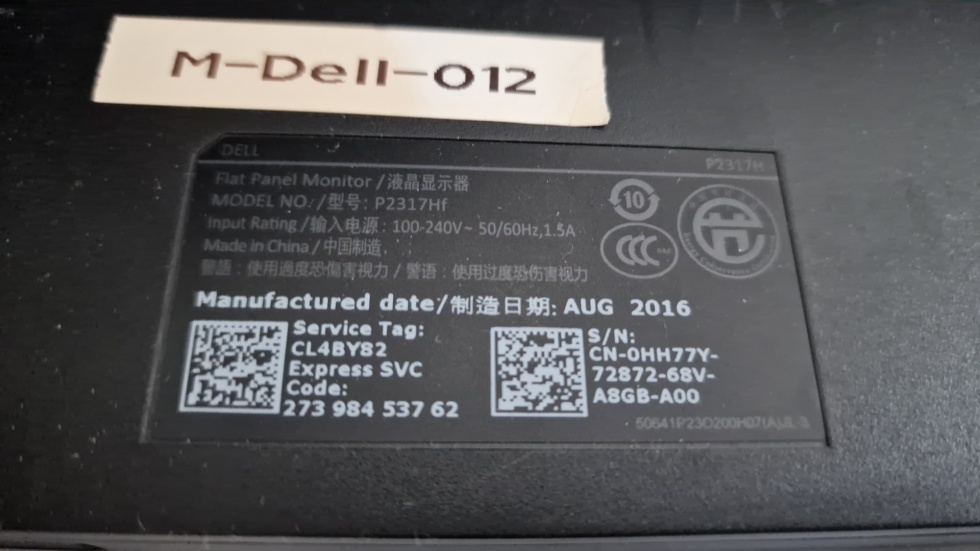 M-Dell-012
DELL
P2317H
Flat Panel Monitor / 液晶显示器
MODEL NO. / 型号: P2317Hf
Input Rating / 输入电源: 100-240V~ 50/60Hz,1.5A
Made in China / 中国制造
警語: 使用過度恐傷害視力 / 警语: 使用过度恐伤害视力
10
Manufactured date/制造日期: AUG 2016
Service Tag:
CL4BY82
Express SVC
Code:
273 984 537 62
S/N:
CN-0HH77Y-
72872-68V-
A8GB-A00